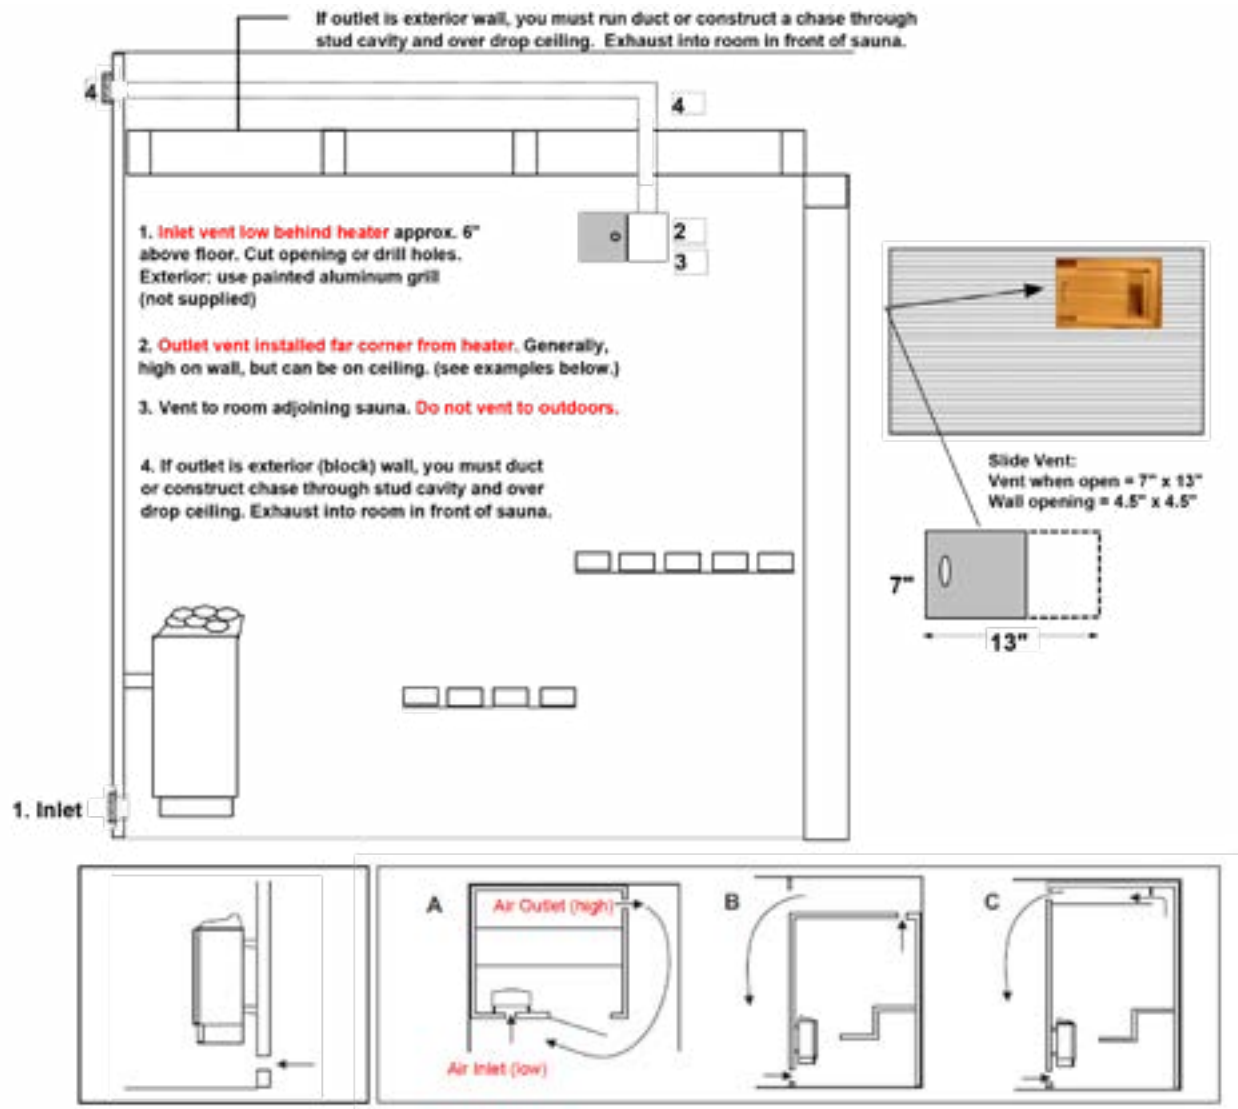 If outlet is exterior wall, you must run duct or construct a chase through
stud cavity and over drop ceiling. Exhaust into room in front of sauna.
4
4
1. Inlet vent low behind heater approx. 6"
above floor. Cut opening or drill holes.
Exterior: use painted aluminum grill
(not supplied)
2
3
2. Outlet vent installed far corner from heater. Generally,
high on wall, but can be on ceiling. (see examples below.)
3. Vent to room adjoining sauna. Do not vent to outdoors.
4. If outlet is exterior (block) wall, you must duct
or construct chase through stud cavity and over
drop ceiling. Exhaust into room in front of sauna.
Slide Vent:
Vent when open = 7" x 13"
Wall opening = 4.5" x 4.5"
7"
13"
1. Inlet
A
Air Outlet (high)
Air Inlet (low)
B
C